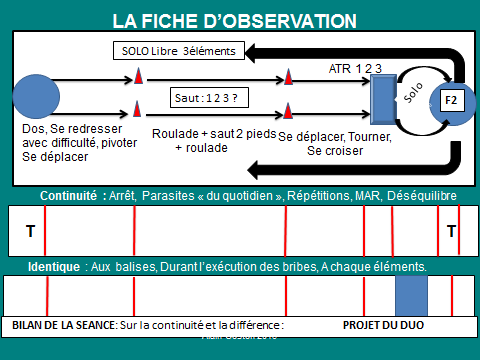 LA FICHE D'OBSERVATION
SOLO Libre 3éléments
ATR 1 2 3
Saut : 1 2 3 ?
Solo
F2
Dos, Se redresser
avec difficulté, pivoter
Se déplacer
Roulade + saut 2 pieds
+ roulade
Se déplacer, Tourner,
Se croiser
Continuité : Arrêt, Parasites « du quotidien », Répétitions, MAR, Déséquilibre
T
T
Identique : Aux balises, Durant l'exécution des bribes, A chaque éléments.
BILAN DE LA SEANCE: Sur la continuité et la différence : PROJET DU DUO